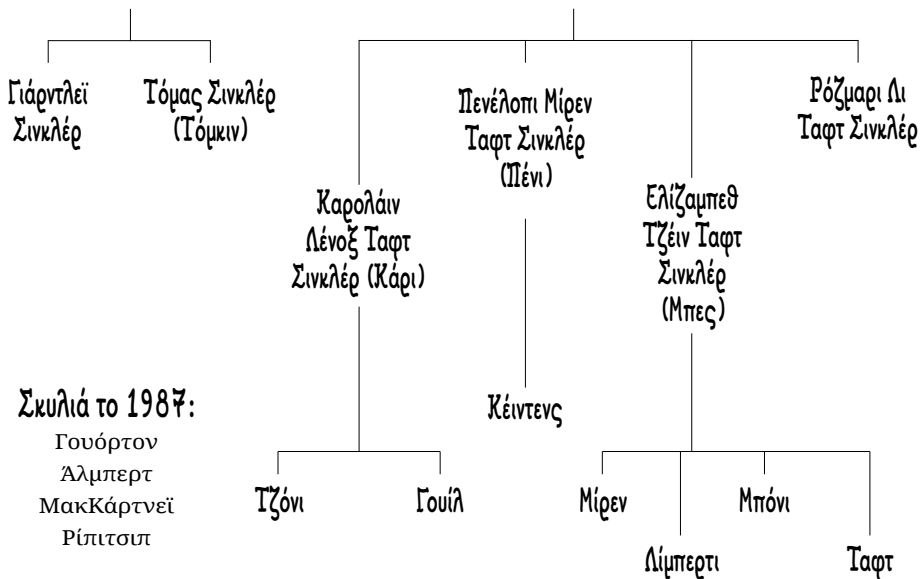 Γιάρντλεϊ
Σινκλέρ
Τόμας Σινκλέρ
(Τόμκιν)
Καρολάιν
Λένοξ Ταφτ
Σινκλέρ (Κάρι)
Πενέλοπι Μίρεν
Ταφτ Σινκλέρ
(Πένι)
Ελίζαμπεθ
Τζέιν Ταφτ
Σινκλέρ
(Μπες)
Ρόζμαρι Λι
Ταφτ Σινκλέρ
Κέιντενς
Τζόνι
Γουίλ
Μίρεν
Λίμπερτι
Μπόνι
Ταφτ
Σκυλιά το 1987:
Γουόρτον
Άλμπερτ
ΜακΚάρτνεϊ
Ρίπιτσιπ